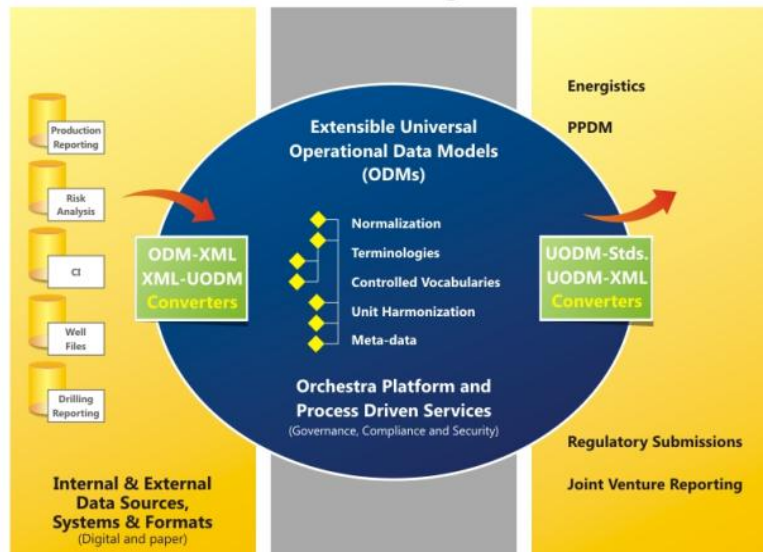 Production
Reporting
Risk
Analysis
CI
Well
Files
Drilling
Reporting
Internal & External
Data Sources,
Systems & Formats
(Digital and paper)
ODM-XML
XML-UODM
Converters
Extensible Universal
Operational Data Models
(ODMs)
Normalization
Terminologies
Controlled Vocabularies
Unit Harmonization
Meta-data
Orchestra Platform and
Process Driven Services
(Governance, Compliance and Security)
UODM-Stds.
UODM-XML
Converters
Energistics
PPDM
Regulatory Submissions
Joint Venture Reporting